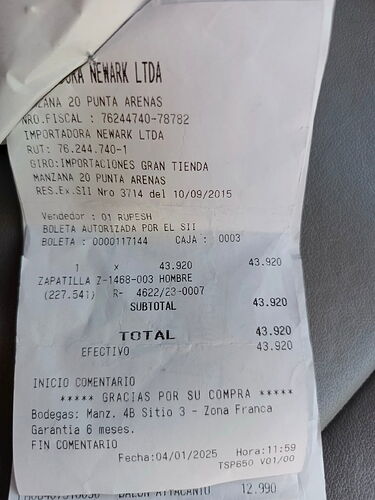 DORA NEWARK LTDA
ZANA 20 PUNTA ARENAS
NRO.FISCAL : 76244740-78782
IMPORTADORA NEWARK LTDA
RUT: 76.244.740-1
GIRO:IMPORTACIONES GRAN TIENDA
MANZANA 20 PUNTA ARENAS
RES.Ex.SII Nro 3714 del 10/09/2015
Vendedor : 01 RUPESH
BOLETA AUTORIZADA POR EL SII
BOLETA : 0000117144 CAJA : 0003
1 x 43.920 43.920
ZAPATILLA Z-1468-003 HOMBRE
(227.541) R- 4622/23-0007
SUBTOTAL 43.920
TOTAL 43.920
EFECTIVO 43.920
INICIO COMENTARIO
***** GRACIAS POR SU COMPRA *****
Bodegas: Manz. 4B Sitio 3 - Zona Franca
Garantia 6 meses.
FIN COMENTARIO
Fecha:04/01/2025 Hora:11:59
TSP650 V01/00
BALON ATTACANTO 12.990